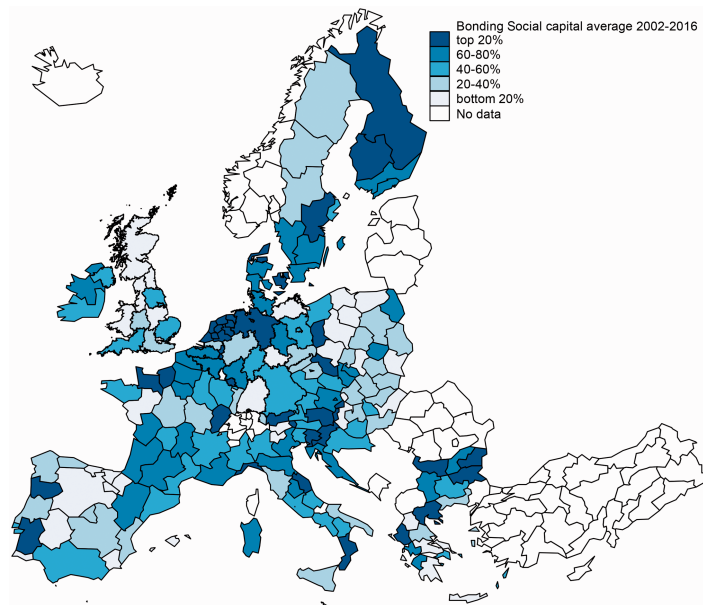 Bonding Social capital average 2002-2016
top 20%
60-80%
40-60%
20-40%
bottom 20%
No data